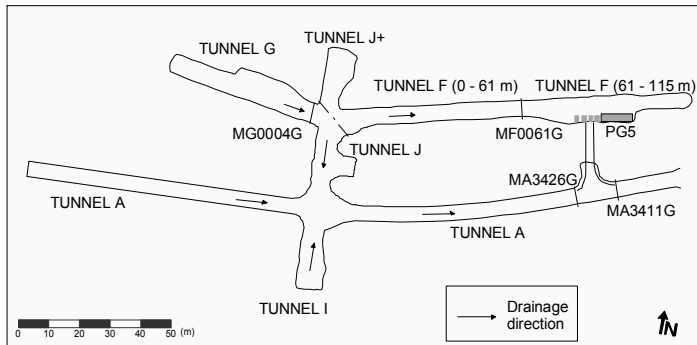 TUNNEL J+
TUNNEL G
TUNNEL F (0 - 61 m)
TUNNEL F (61 - 115 m)
MG0004G
MF0061G
PG5
TUNNEL J
MA3426G
MA3411G
TUNNEL A
TUNNEL A
TUNNEL I
Drainage
direction
0 10 20 30 40 50 (m)
N